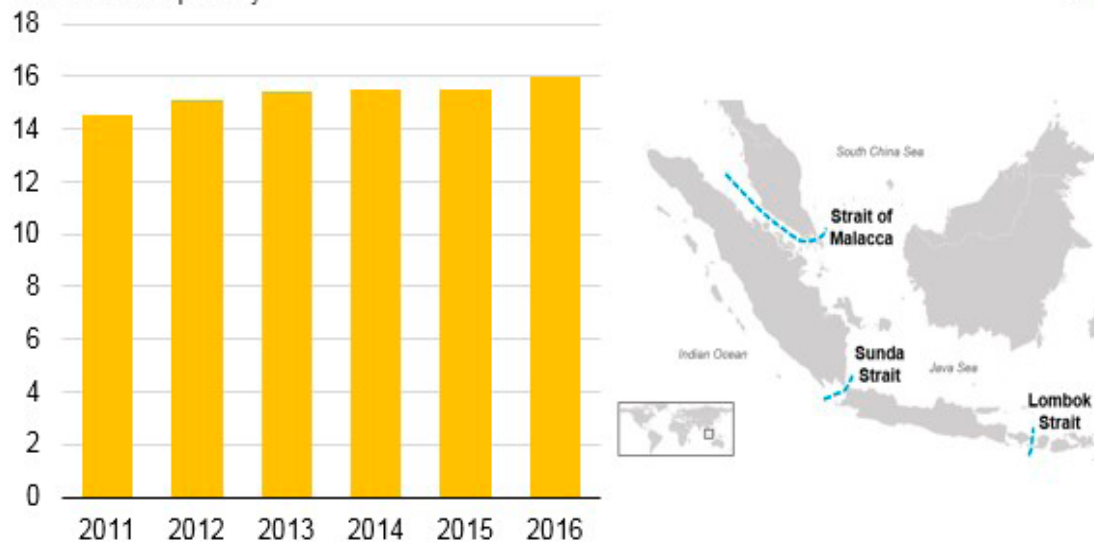 18
16
14
12
10
8
6
4
2
0
2011 2012 2013 2014 2015 2016
South China Sea
Strait of
Malacca
Indian Ocean
Sunda
Strait
Java Sea
Lombok
Strait